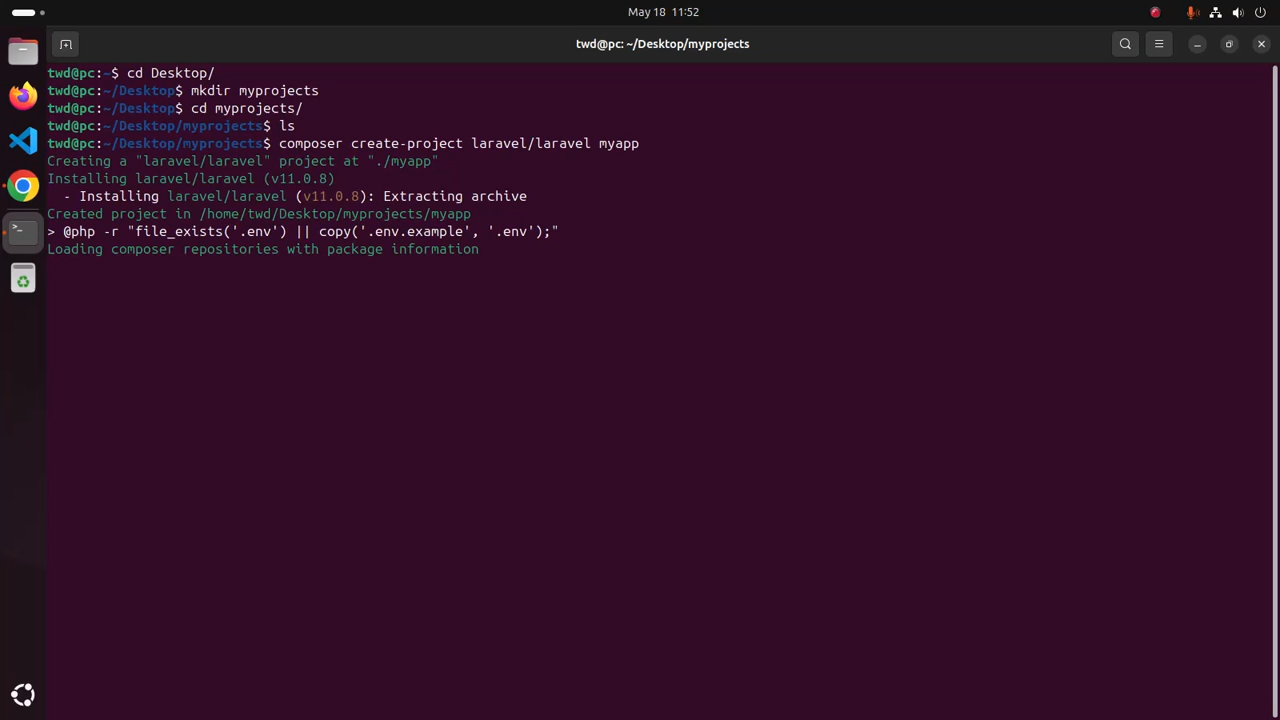 May 18 11:52
twd@pc: ~/Desktop/myprojects
twd@pc:~$ cd Desktop/
twd@pc:~/Desktop$ mkdir myprojects
twd@pc:~/Desktop$ cd myprojects/
twd@pc:~/Desktop/myprojects$ ls
twd@pc:~/Desktop/myprojects$ composer create-project laravel/laravel myapp
Creating a "laravel/laravel" project at "./myapp"
Installing laravel/laravel (v11.0.8)
  - Installing laravel/laravel (v11.0.8): Extracting archive
Created project in /home/twd/Desktop/myprojects/myapp
> @php -r "file_exists('.env') || copy('.env.example', '.env');"
Loading composer repositories with package information